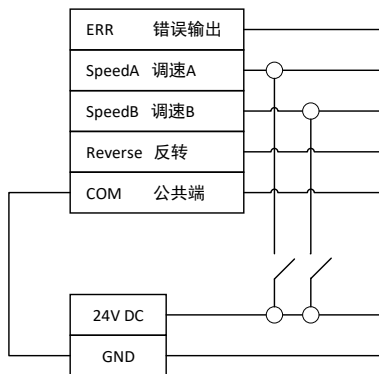 ERR 错误输出
SpeedA 调速A
SpeedB 调速B
Reverse 反转
COM 公共端
24V DC
GND